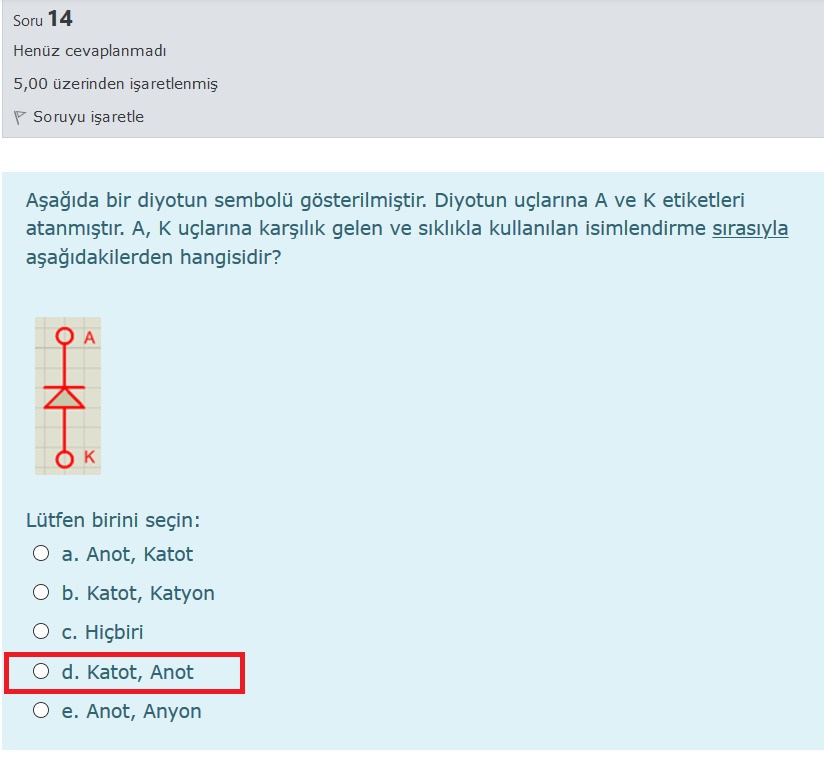 Soru 14
Henüz cevaplanmadı
5,00 üzerinden işaretlenmiş
Soruyu işaretle
Aşağıda bir diyotun sembolü gösterilmiştir. Diyotun uçlarına A ve K etiketleri
atanmıştır. A, K uçlarına karşılık gelen ve sıklıkla kullanılan isimlendirme sırasıyla
aşağıdakilerden hangisidir?
A
K
Lütfen birini seçin:
a. Anot, Katot
b. Katot, Katyon
c. Hiçbiri
d. Katot, Anot
e. Anot, Anyon